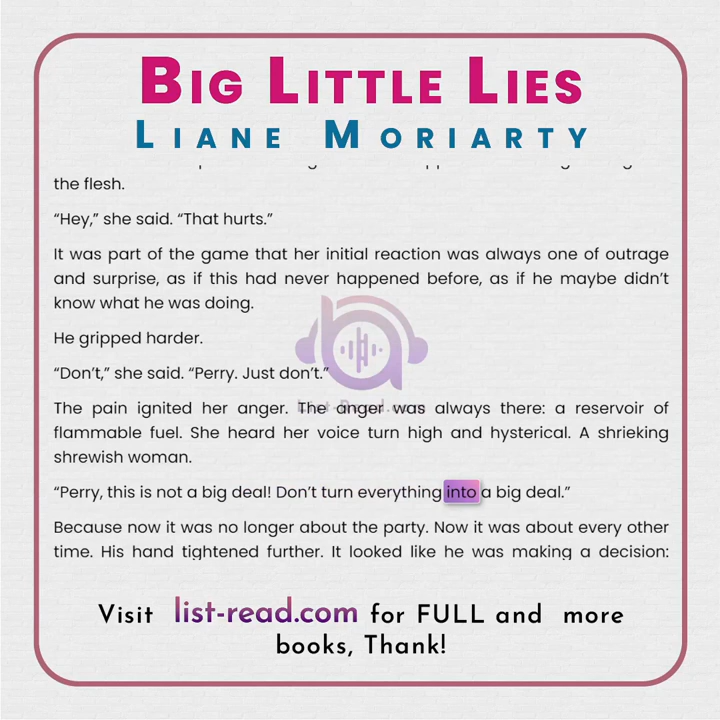 BIG LITTLE LIES
LIANE MORIARTY
the flesh.
“Hey,” she said. “That hurts.”
It was part of the game that her initial reaction was always one of outrage
and surprise, as if this had never happened before, as if he maybe didn’t
know what he was doing.
He gripped harder.
“Don’t,” she said. “Perry. Just don’t.”
List-Read.com
The pain ignited her anger. The anger was always there: a reservoir of
flammable fuel. She heard her voice turn high and hysterical. A shrieking
shrewish woman.
“Perry, this is not a big deal! Don’t turn everything into a big deal.”
Because now it was no longer about the party. Now it was about every other
time. His hand tightened further. It looked like he was making a decision:
Visit list-read.com for FULL and more
books, Thank!